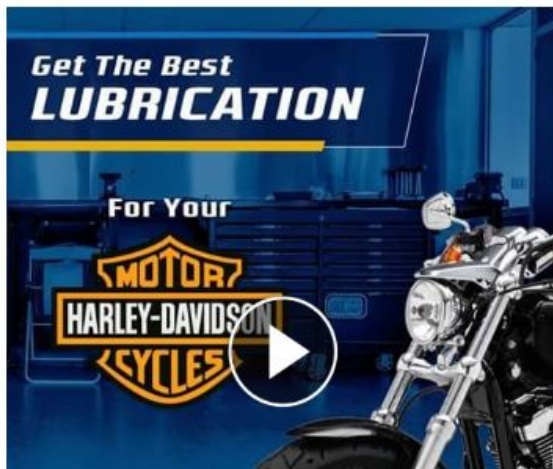 Get The Best
LUBRICATION
For Your
MOTOR
HARLEY-DAVIDSON
CYCLES